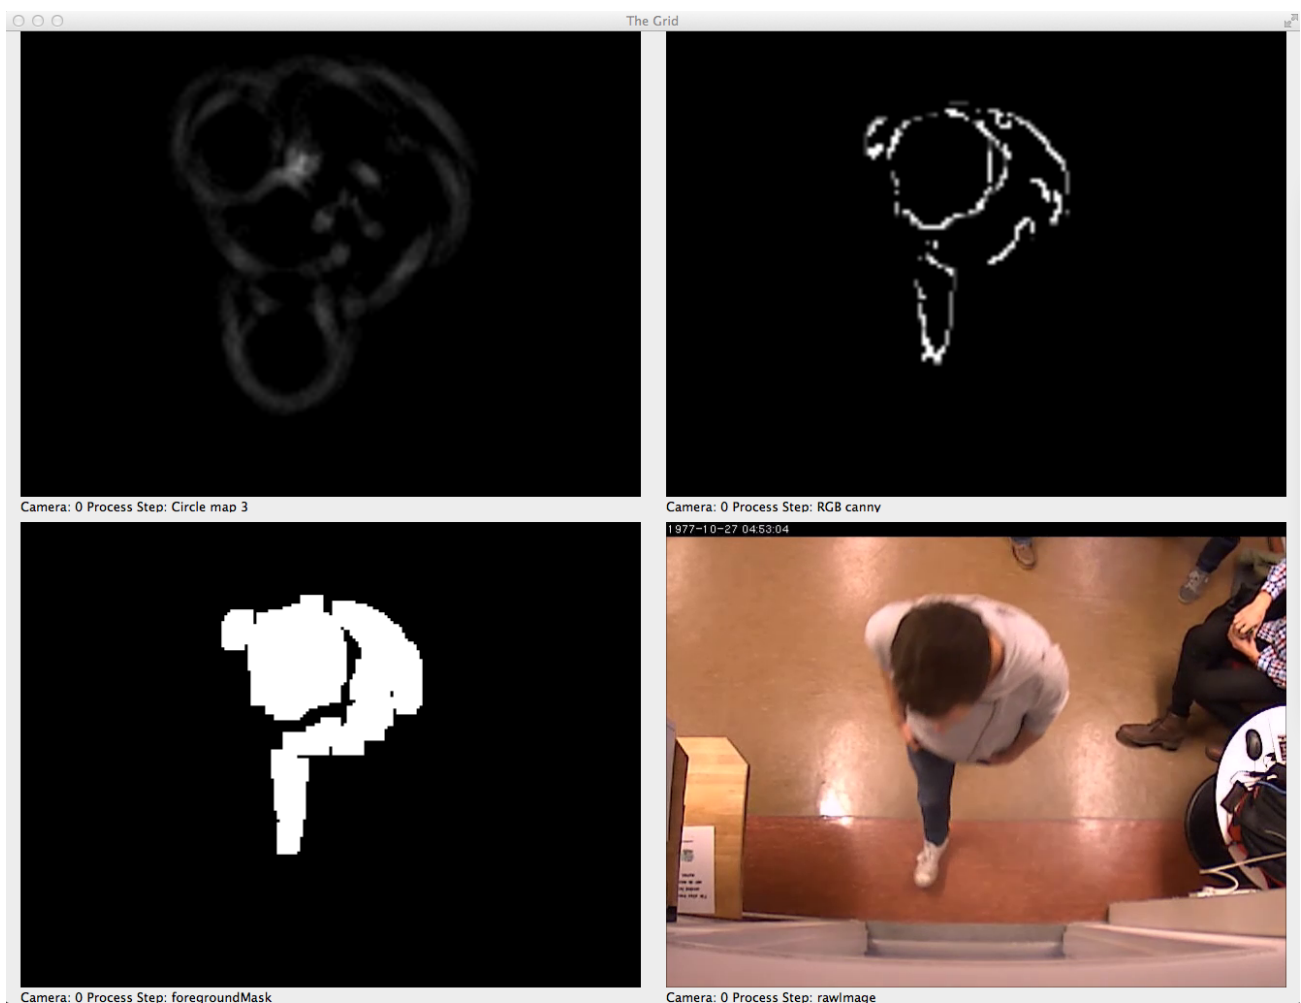 The Grid
Camera: 0 Process Step: Circle map 3
Camera: 0 Process Step: RGB canny
1977-10-27 04:53:04
Camera: 0 Process Step: foregroundMask
Camera: 0 Process Step: rawImage